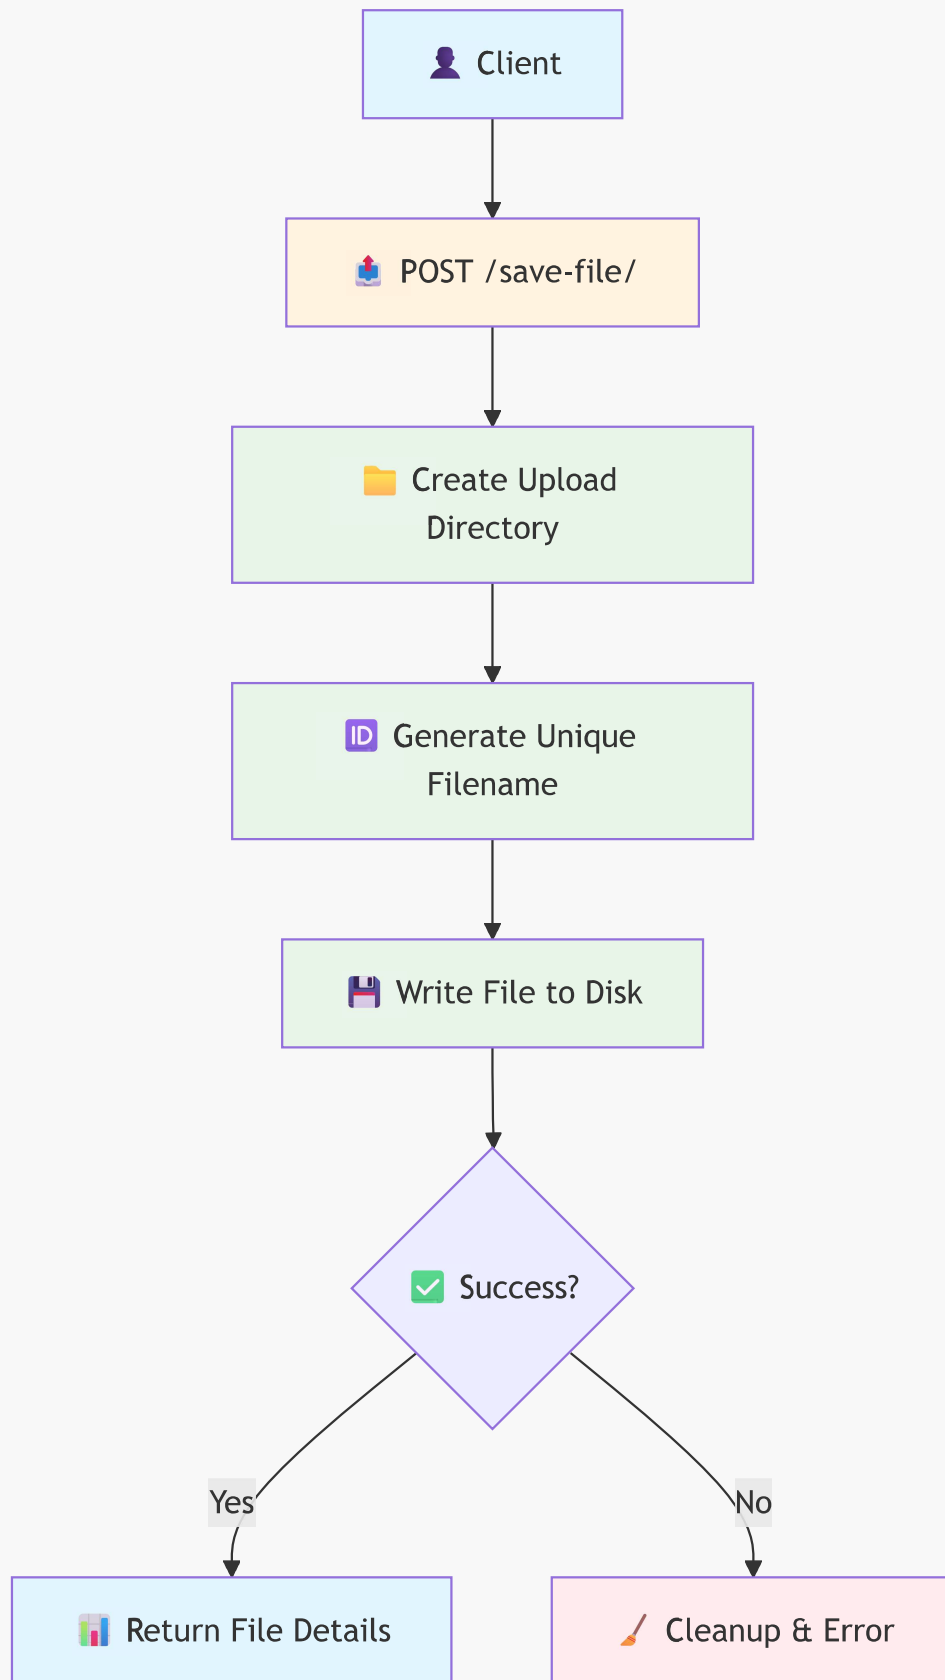 👤 Client
📤 POST /save-file/
📁 Create Upload
Directory
🆔 Generate Unique
Filename
💾 Write File to Disk
✅ Success?
Yes
No
📊 Return File Details
🧹 Cleanup & Error